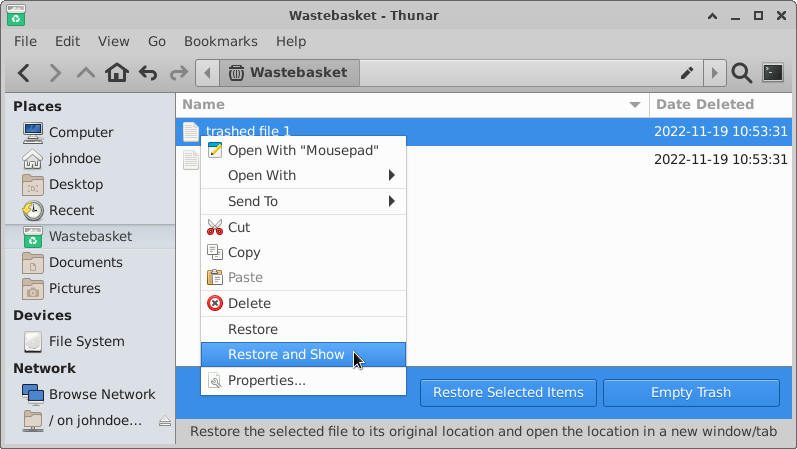 Wastebasket - Thunar
File Edit View Go Bookmarks Help
Wastebasket
Places
Computer
johndoe
Desktop
Recent
Wastebasket
Documents
Pictures
Devices
File System
Network
Browse Network
/ on johndoe...
Name Date Deleted
trashed file 1 2022-11-19 10:53:31
2022-11-19 10:53:31
Open With "Mousepad"
Open With
Send To
Cut
Copy
Paste
Delete
Restore
Restore and Show
Properties...
Restore Selected Items Empty Trash
Restore the selected file to its original location and open the location in a new window/tab